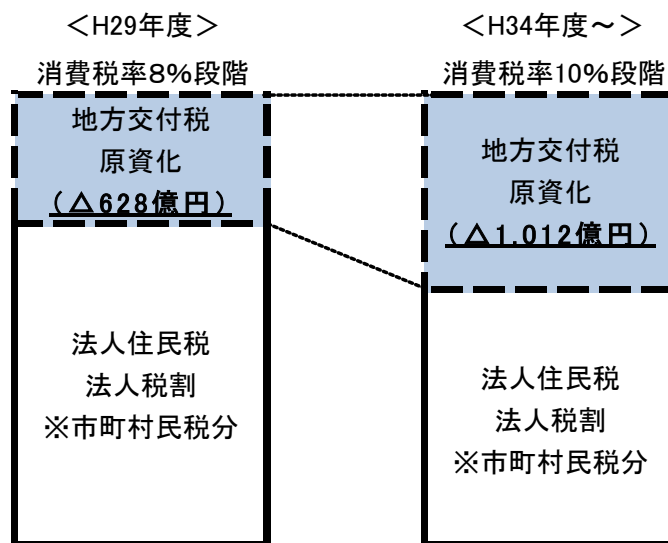 ＜H29年度＞
消費税率8%段階
地方交付税
原資化
（△628億円）
法人住民税
法人税割
※市町村民税分
＜H34年度～＞
消費税率10%段階
地方交付税
原資化
（△1,012億円）
法人住民税
法人税割
※市町村民税分